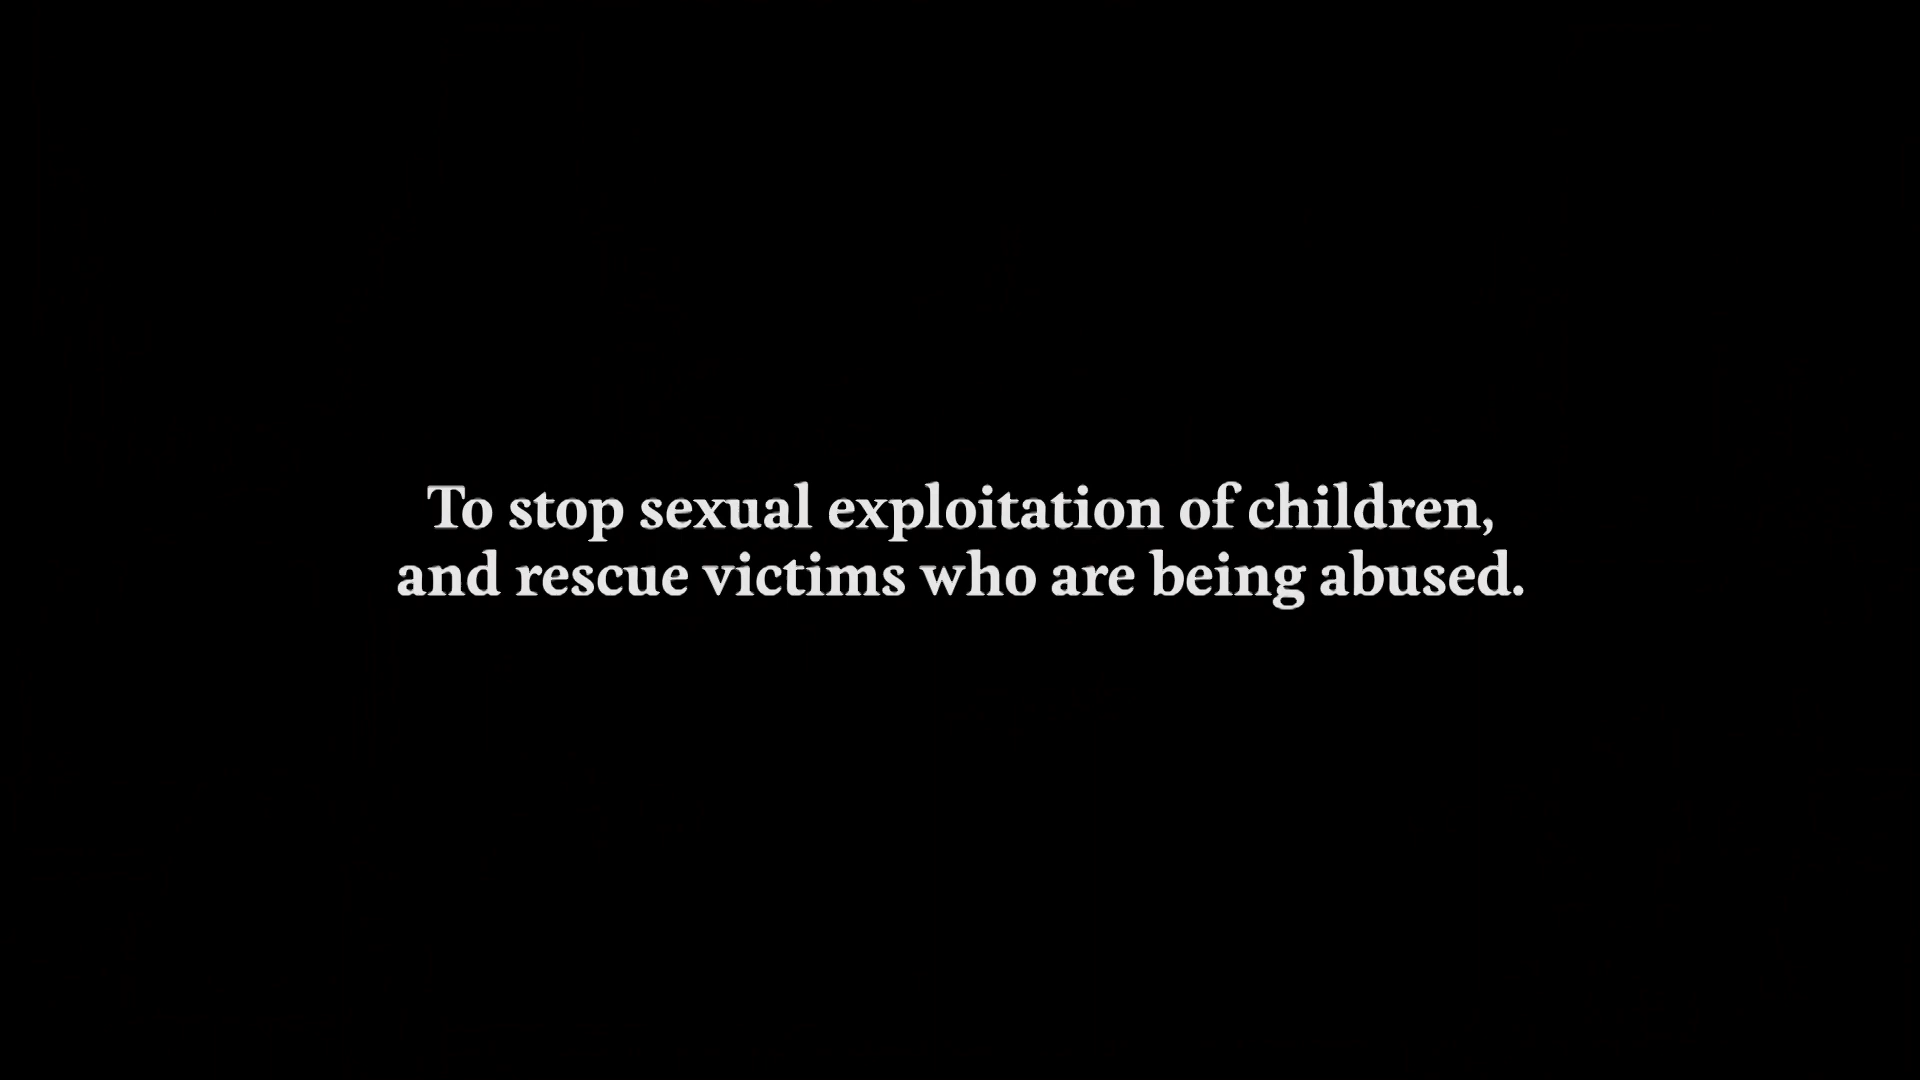 To stop sexual exploitation of children,
and rescue victims who are being abused.